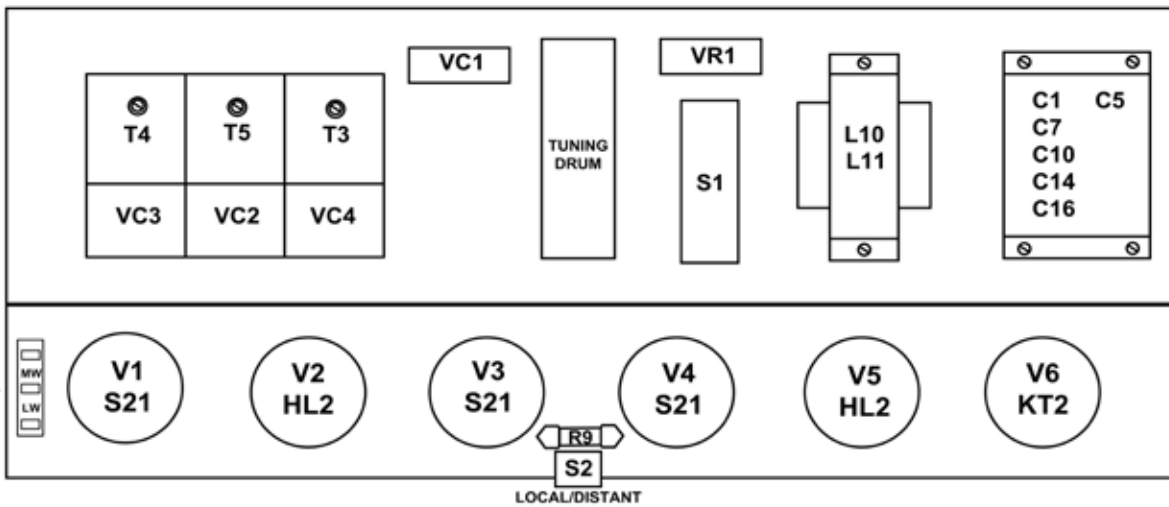 VC1
VR1
T4
T5
T3
TUNING
DRUM
S1
L10
L11
C1 C5
C7
C10
C14
C16
VC3
VC2
VC4
MW
LW
V1
S21
V2
HL2
V3
S21
V4
S21
V5
HL2
V6
KT2
R9
S2
LOCAL/DISTANT